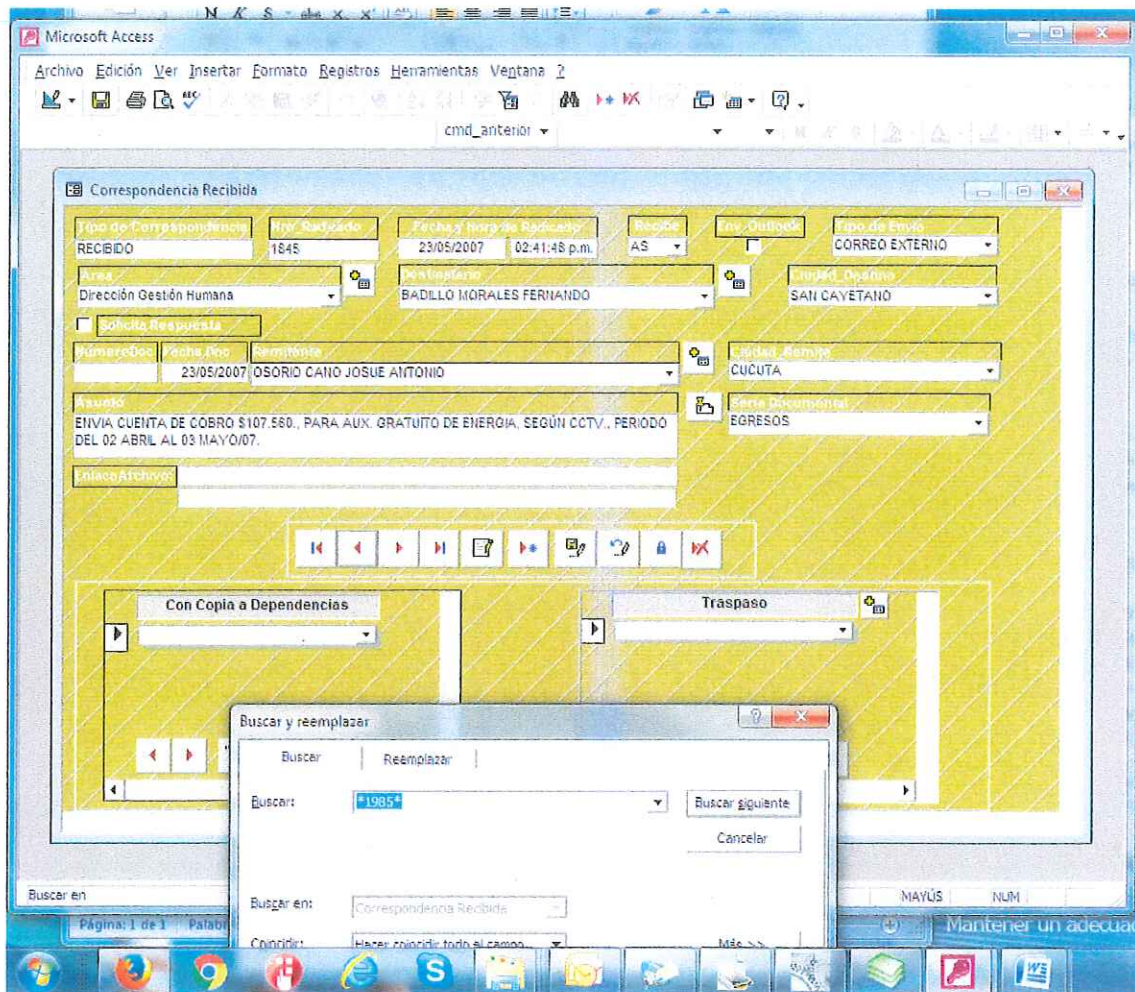 N K S abc x x²
Microsoft Access
Archivo Edición Ver Insertar Formato Registros Herramientas Ventana ?
cmd_anterior
Correspondencia Recibida
Tipo de Correspondencia Nro_Radicado Fecha y hora de Radicado Recibe Env_Outlook Tipo de Envio
RECIBIDO 1845 23/05/2007 02:41:48 p.m. AS CORREO EXTERNO
Area Destinatario Ciudad_Destino
Dirección Gestión Humana BADILLO MORALES FERNANDO SAN CAYETANO
Solicita Respuesta
NúmeroDoc Fecha_Doc Remitente Ciudad_Remite
23/05/2007 OSORIO CANO JOSUE ANTONIO CUCUTA
Asunto Serie Documental
ENVIA CUENTA DE COBRO $107.560., PARA AUX. GRATUITO DE ENERGIA, SEGÚN CCTV., PERIODO EGRESOS
DEL 02 ABRIL AL 03 MAYO/07.
EnlaceArchivo:
Con Copia a Dependencias Traspaso
Buscar y reemplazar
Buscar Reemplazar
Buscar: *1985* Buscar siguiente
Cancelar
Buscar en: Correspondencia Recibida
Coincidir: Hacer coincidir todo el campo Más >>
Buscar en MAYÚS NUM
Página: 1 de 1 Mantener un